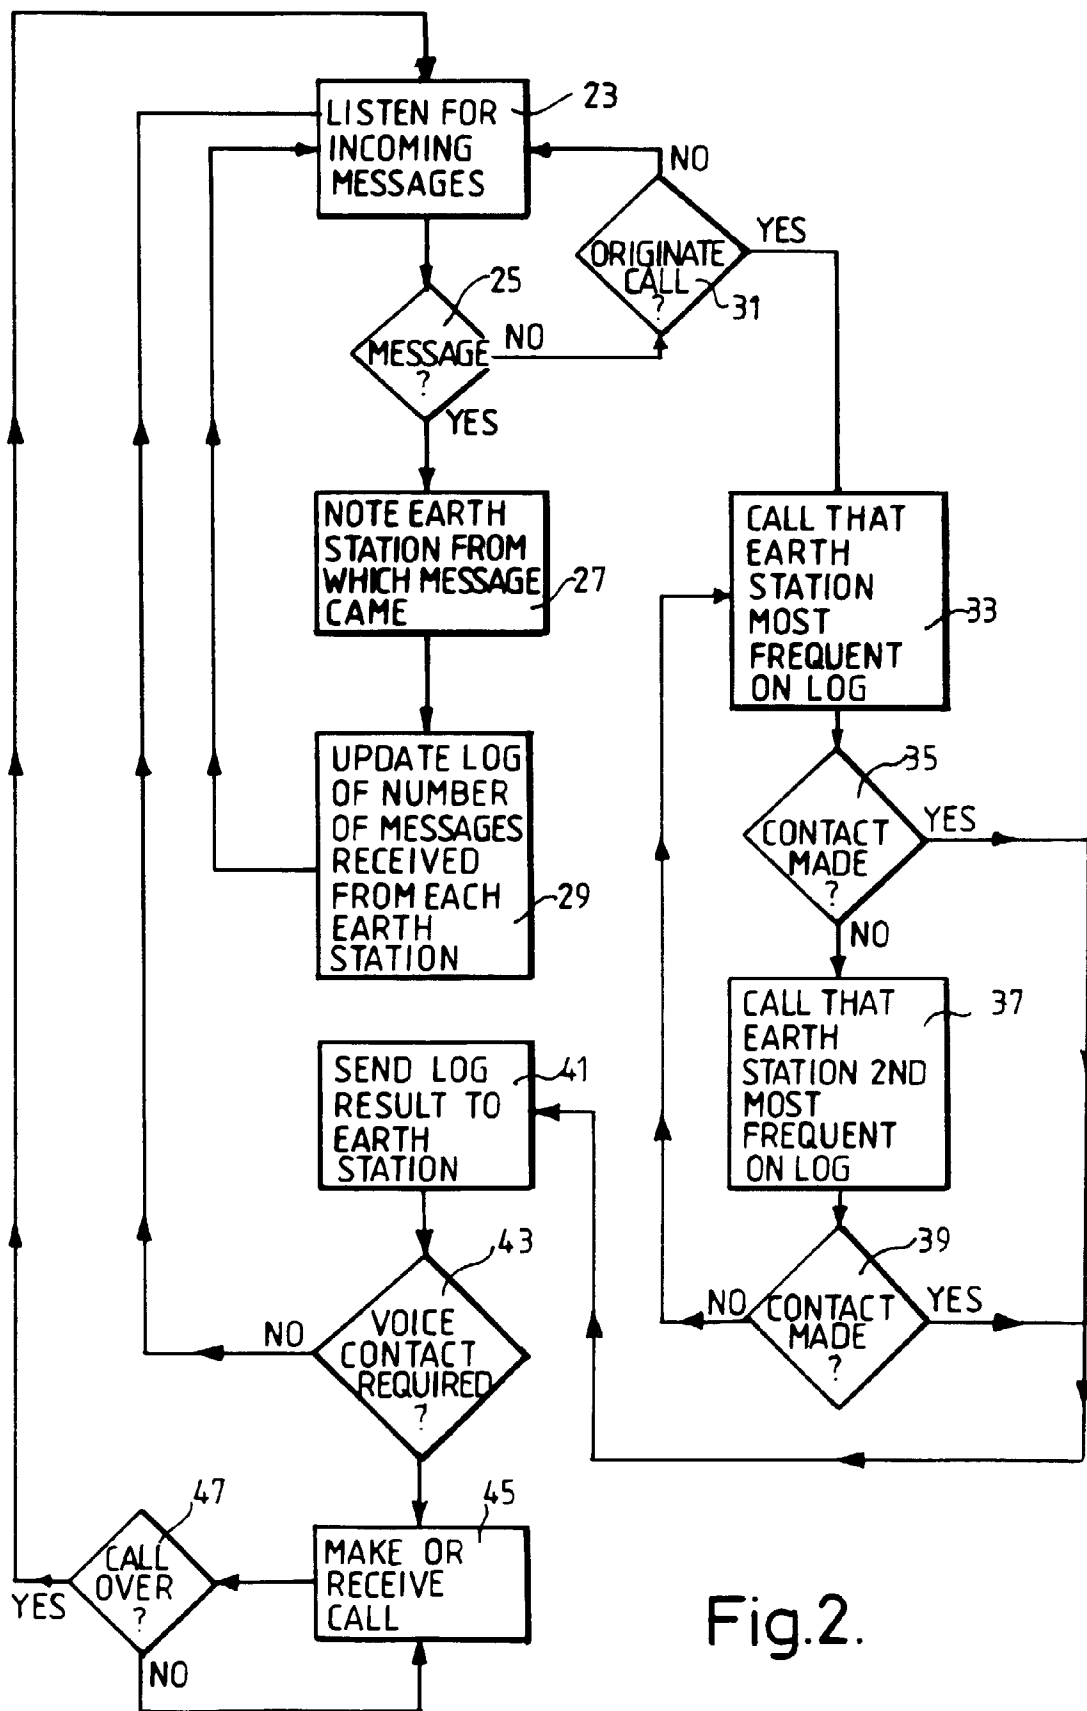 LISTEN FOR
INCOMING
MESSAGES
23
NO
YES
ORIGINATE
CALL
?
31
25
MESSAGE
?
NO
YES
NOTE EARTH
STATION FROM
WHICH MESSAGE
CAME
27
UPDATE LOG
OF NUMBER
OF MESSAGES
RECEIVED
FROM EACH
EARTH
STATION
29
CALL THAT
EARTH
STATION
MOST
FREQUENT
ON LOG
33
35
CONTACT
MADE
?
YES
NO
CALL THAT
EARTH
STATION 2ND
MOST
FREQUENT
ON LOG
37
39
CONTACT
MADE
?
NO
YES
SEND LOG
RESULT TO
EARTH
STATION
41
43
VOICE
CONTACT
REQUIRED
?
NO
45
MAKE OR
RECEIVE
CALL
47
CALL
OVER
?
YES
NO
Fig.2.